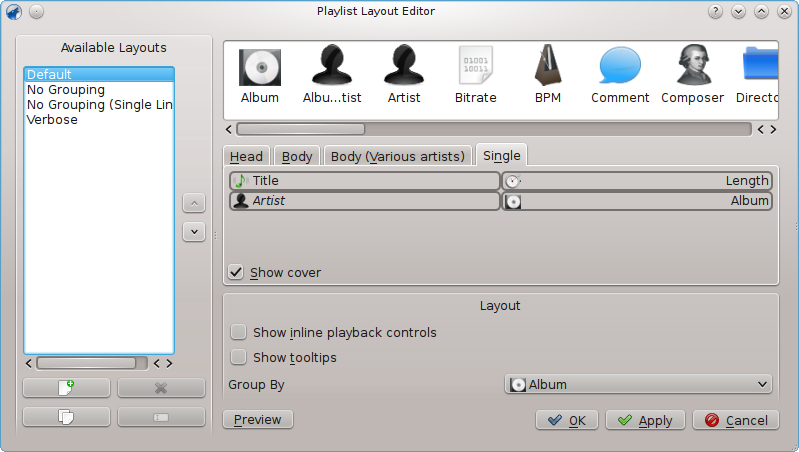 Playlist Layout Editor
Available Layouts
Default
No Grouping
No Grouping (Single Lin
Verbose
Album
Albu...tist
Artist
Bitrate
BPM
Comment
Composer
Directo
Head
Body
Body (Various artists)
Single
Title
Length
Artist
Album
Show cover
Layout
Show inline playback controls
Show tooltips
Group By
Album
Preview
OK
Apply
Cancel